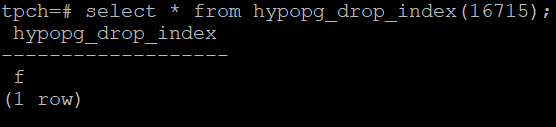 tpch=# select * from hypopg_drop_index(16715);
 hypopg_drop_index
-------------------
 f
(1 row)